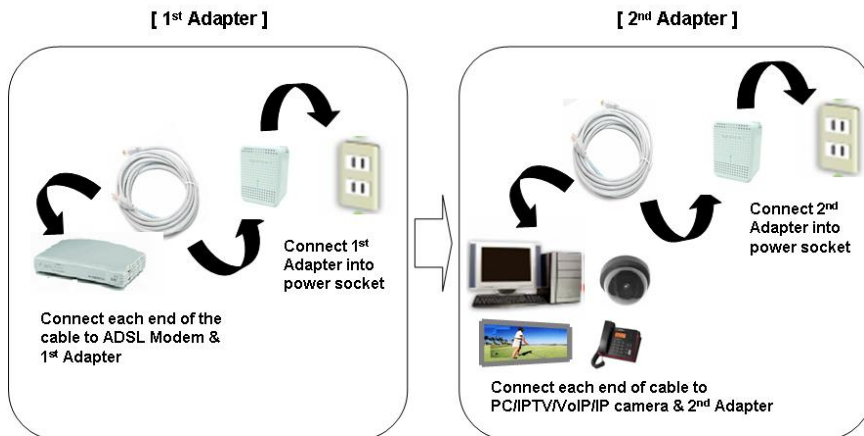 [ 1st Adapter ]
Connect 1st
Adapter into
power socket
Connect each end of the
cable to ADSL Modem &
1st Adapter
[ 2nd Adapter ]
Connect 2nd
Adapter into
power socket
Connect each end of cable to
PC/IPTV/VoIP/IP camera & 2nd Adapter